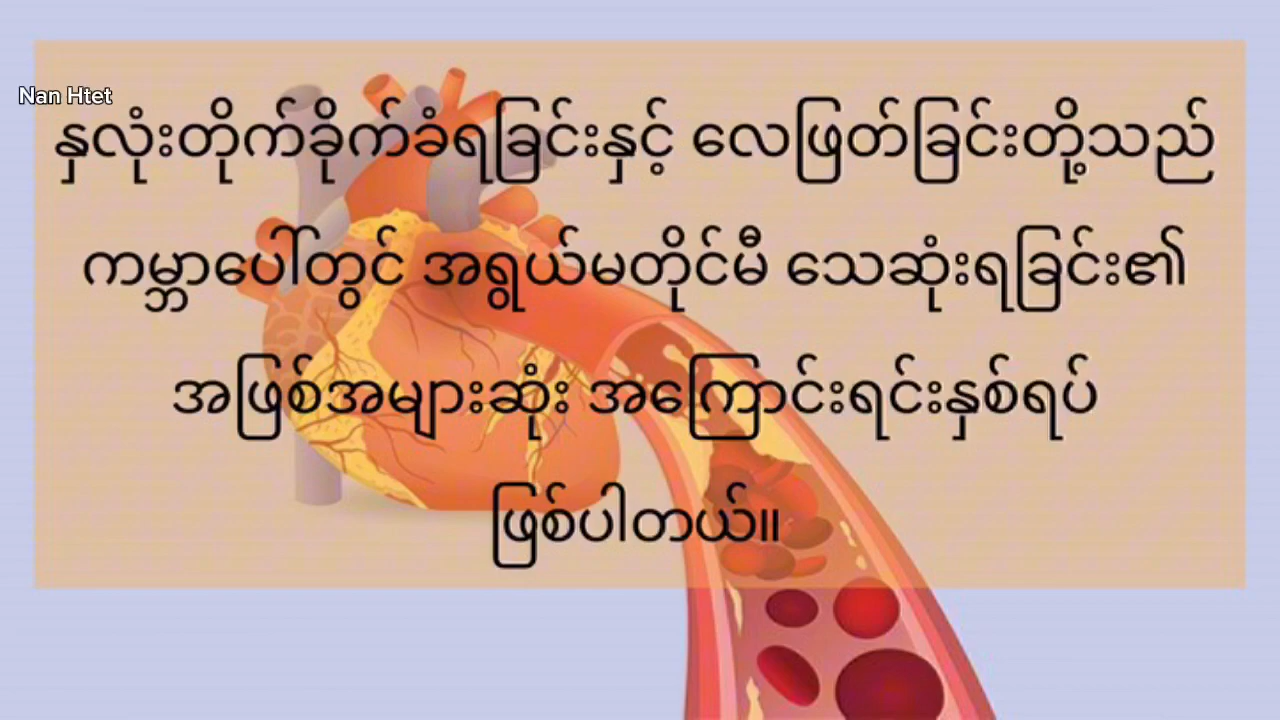 Nan Htet
နှလုံးတိုက်ခိုက်ခံရခြင်းနှင့် လေဖြတ်ခြင်းတို့သည်
ကမ္ဘာပေါ်တွင် အရွယ်မတိုင်မီ သေဆုံးရခြင်း၏
အဖြစ်အများဆုံး အကြောင်းရင်းနှစ်ရပ်
ဖြစ်ပါတယ်။